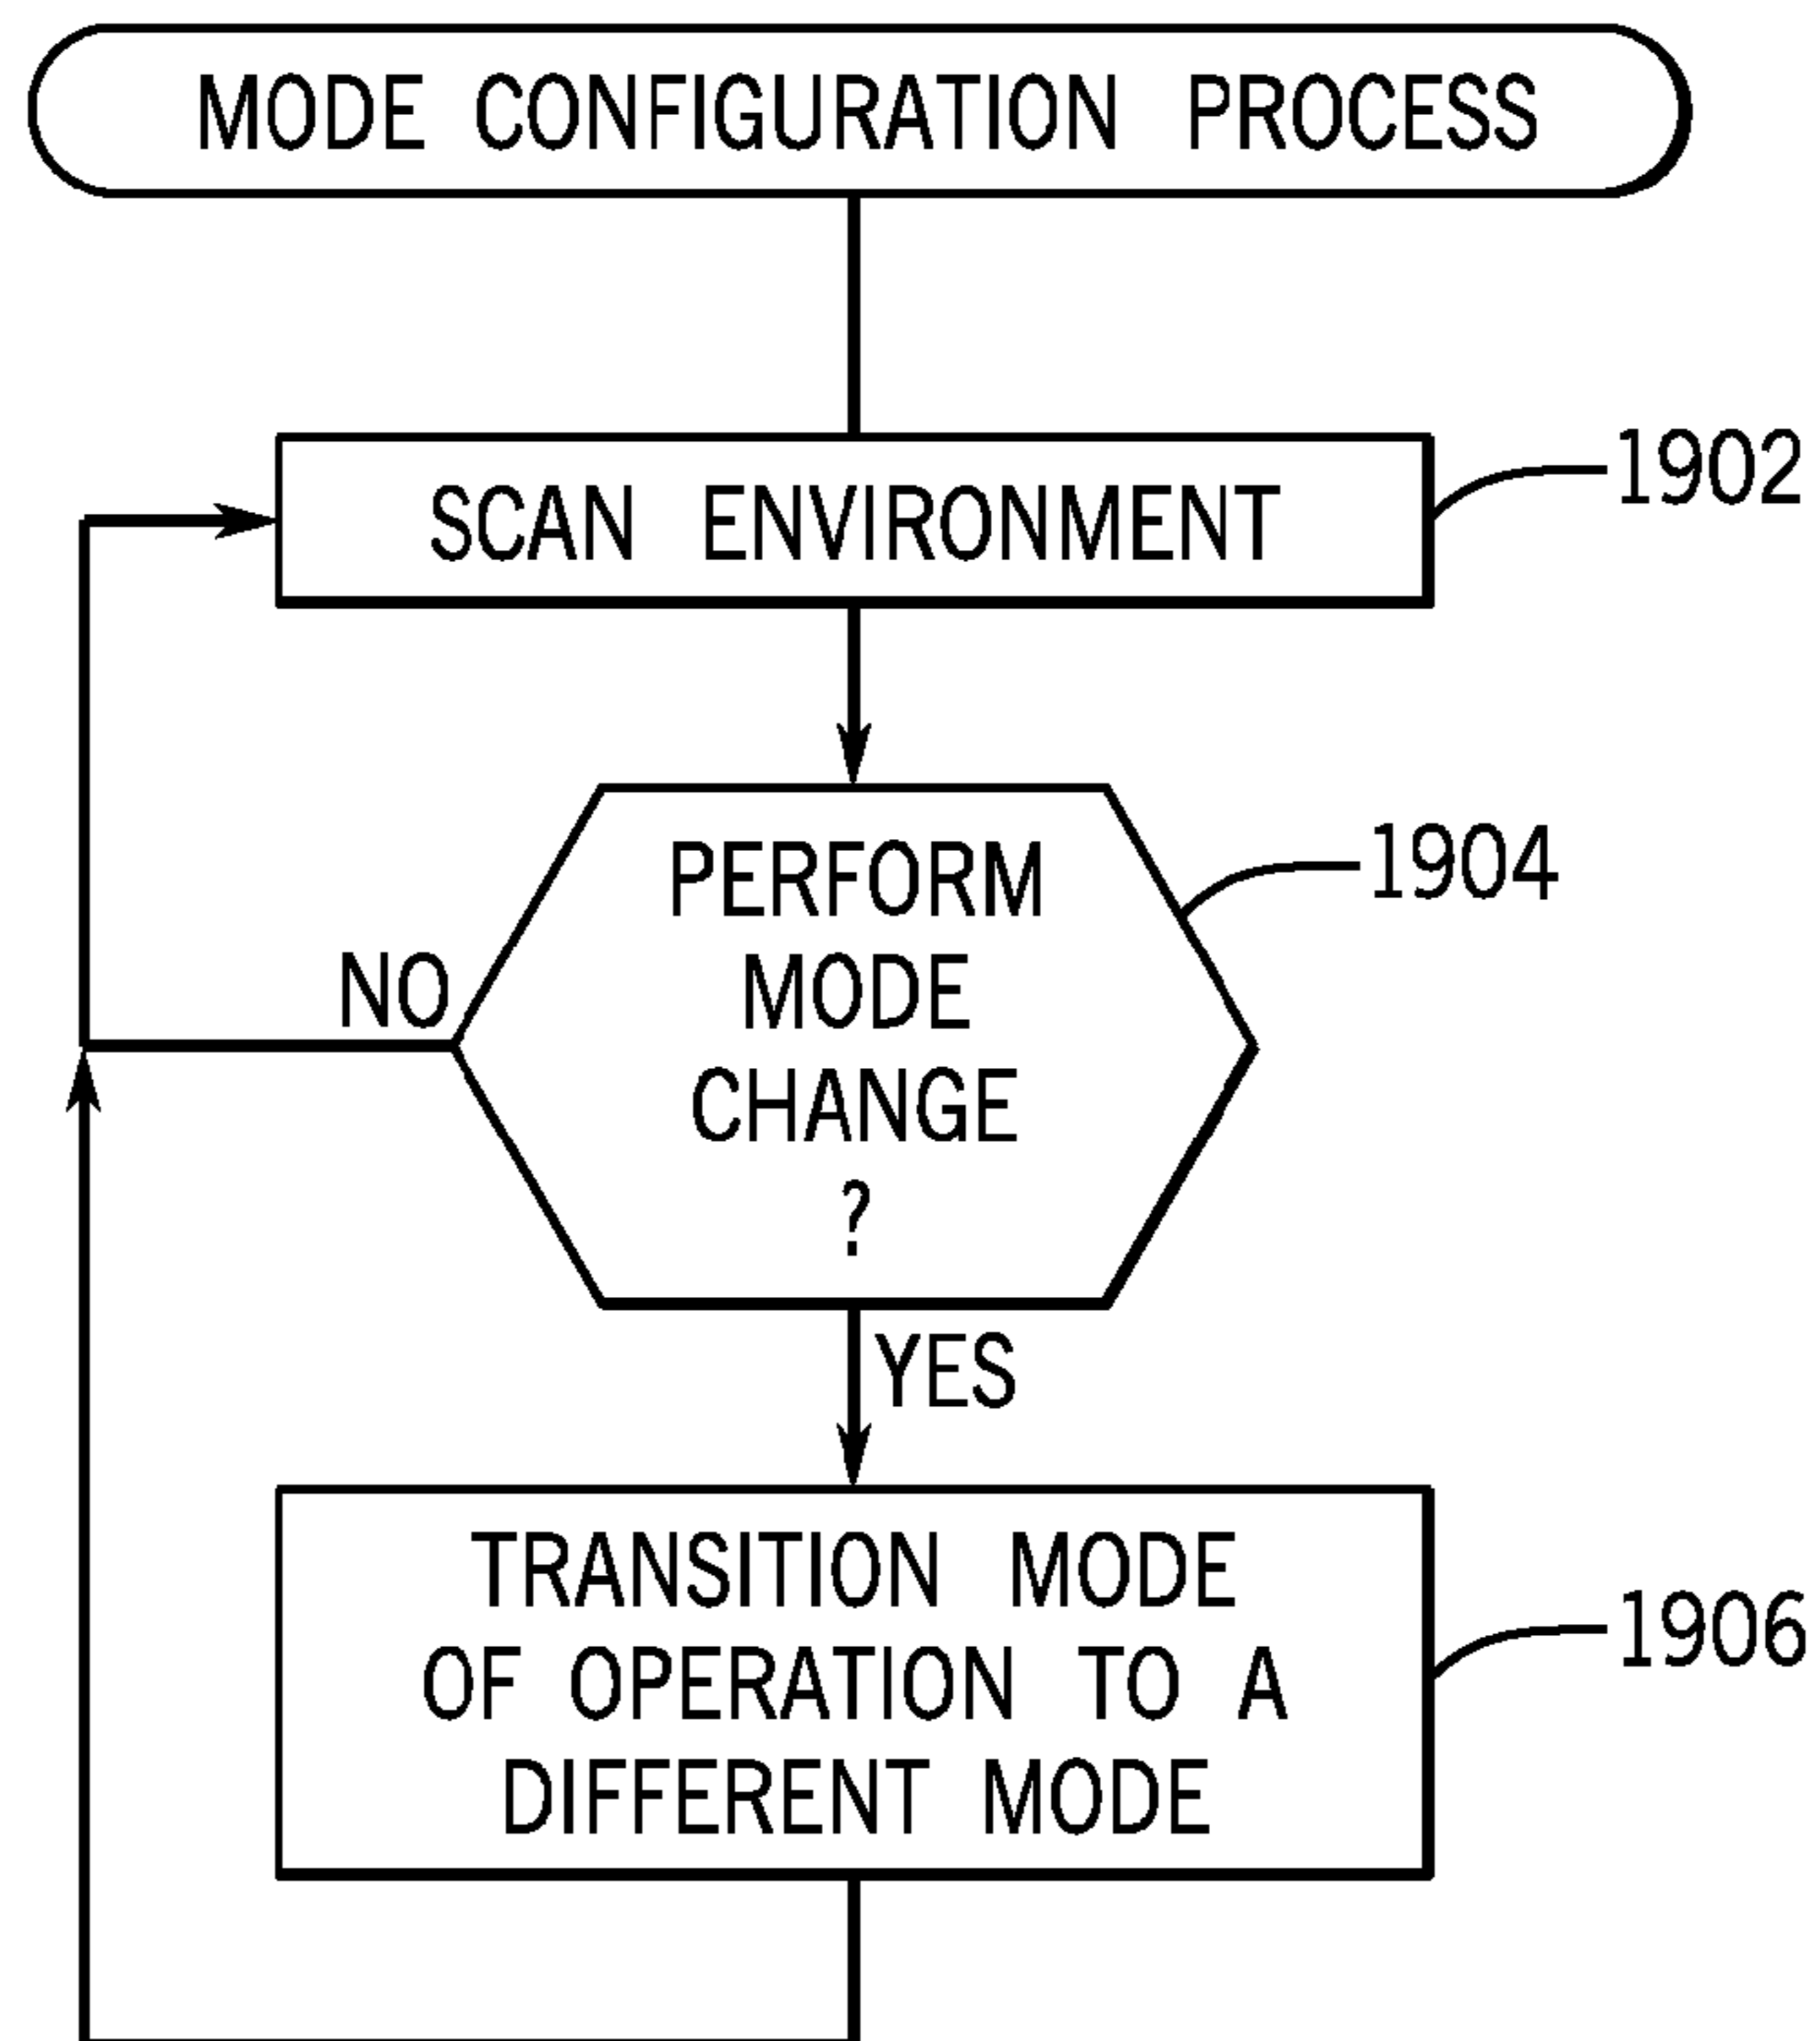 MODE CONFIGURATION PROCESS
SCAN ENVIRONMENT
1902
PERFORM
MODE
CHANGE
?
1904
NO
YES
TRANSITION MODE
OF OPERATION TO A
DIFFERENT MODE
1906